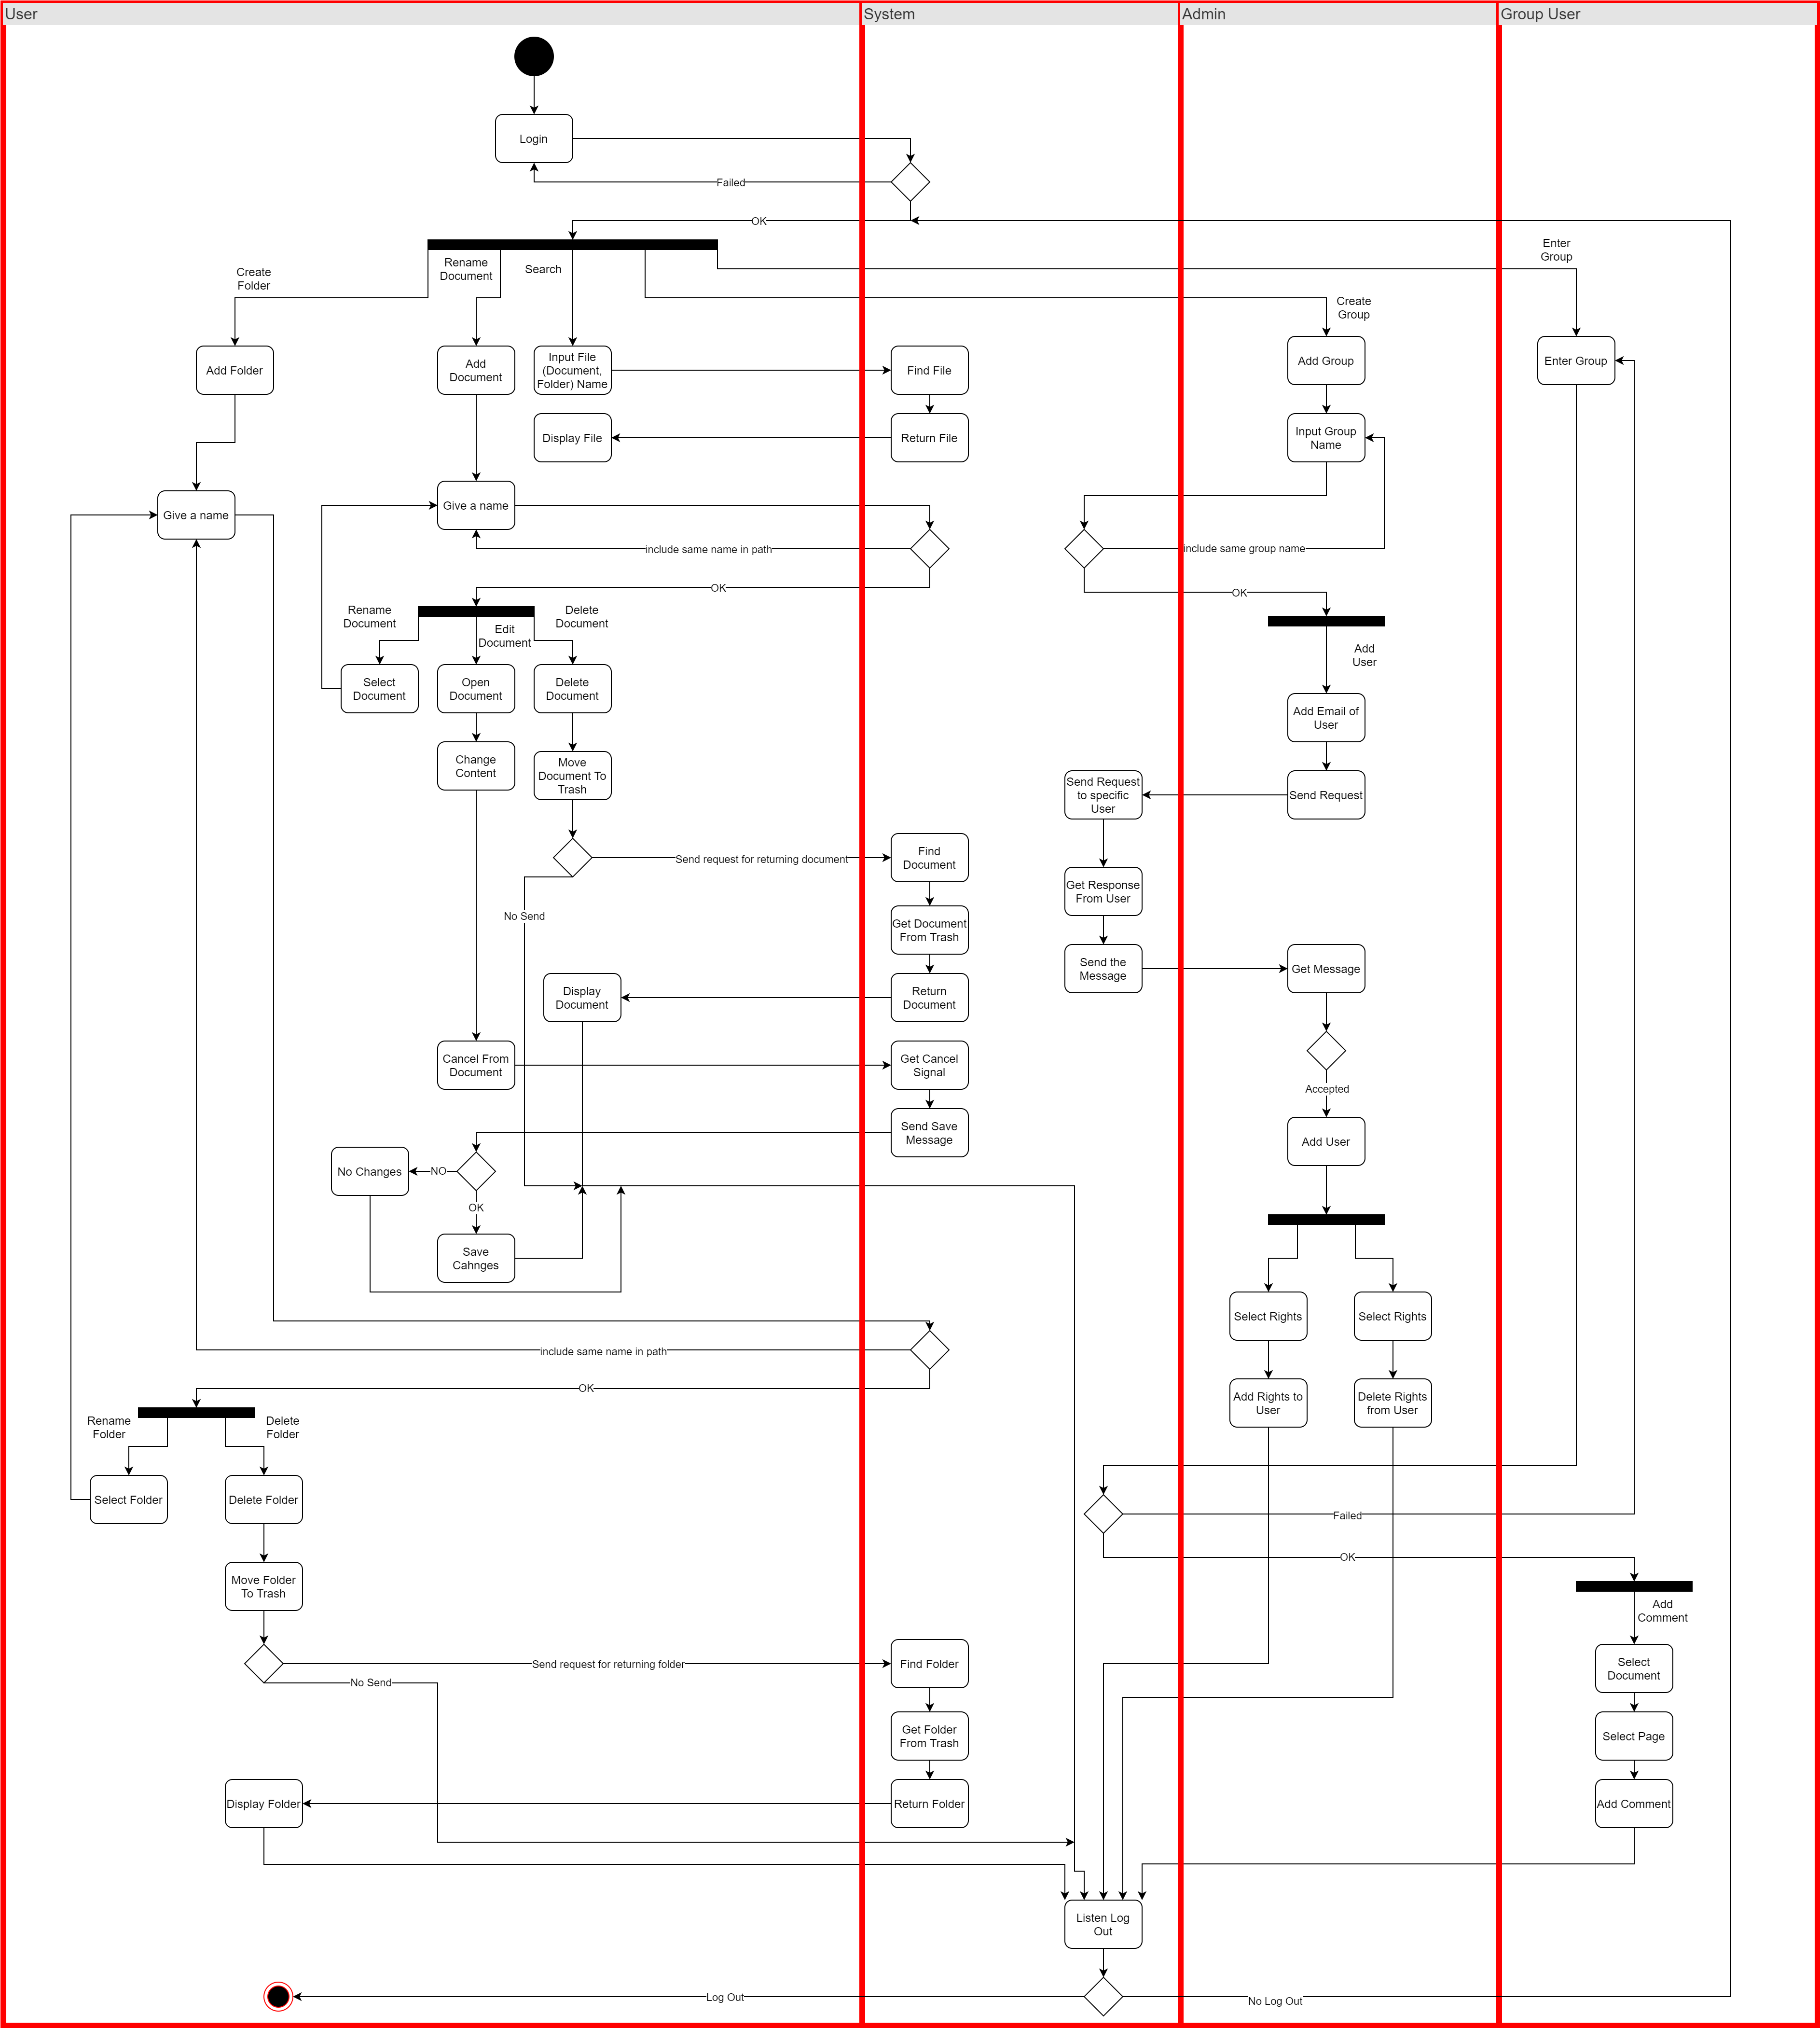 User
System
Admin
Group User
Login
Failed
OK
Enter
Group
Create
Folder
Rename
Document
Search
Create
Group
Add Folder
Add
Document
Input File
(Document,
Folder) Name
Find File
Add Group
Enter Group
Display File
Return File
Input Group
Name
Give a name
Give a name
include same name in path
include same group name
OK
OK
Rename
Document
Edit
Document
Delete
Document
Add
User
Select
Document
Open
Document
Delete
Document
Add Email of
User
Change
Content
Move
Document To
Trash
Send Request
to specific
User
Send Request
Send request for returning document
Find
Document
Get Response
From User
No Send
Get Document
From Trash
Send the
Message
Get Message
Display
Document
Return
Document
Cancel From
Document
Get Cancel
Signal
Accepted
Send Save
Message
Add User
No Changes
NO
OK
Save
Cahnges
Select Rights
Select Rights
include same name in path
OK
Add Rights to
User
Delete Rights
from User
Rename
Folder
Delete
Folder
Select Folder
Delete Folder
Failed
OK
Move Folder
To Trash
Add
Comment
Send request for returning folder
Find Folder
Select
Document
No Send
Get Folder
From Trash
Select Page
Display Folder
Return Folder
Add Comment
Listen Log
Out
Log Out
No Log Out